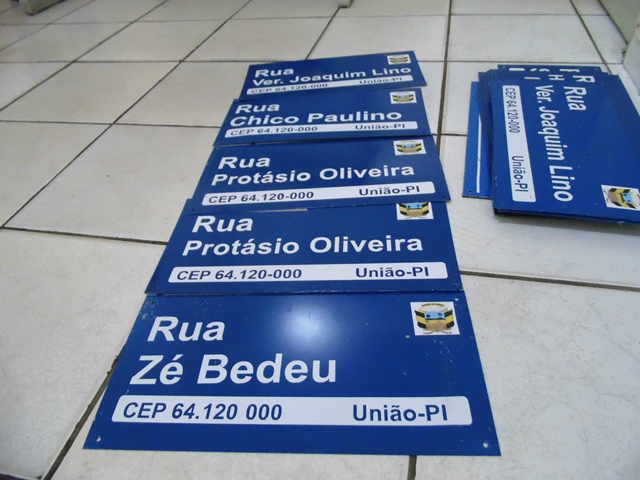 Rua
Ver. Joaquim Lino
CEP 64.120-000
União-PI
Rua
Chico Paulino
CEP 64.120-000
União-PI
Rua
Protásio Oliveira
CEP 64.120-000 União-PI
Rua
Protásio Oliveira
CEP 64.120-000 União-PI
Rua
Zé Bedeu
CEP 64.120 000 União-PI
Rua
Ver. Joaquim Lino
CEP 64.120-000 União-PI